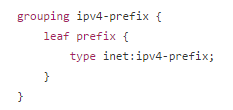 grouping ipv4-prefix {
    leaf prefix {
        type inet:ipv4-prefix;
    }
}